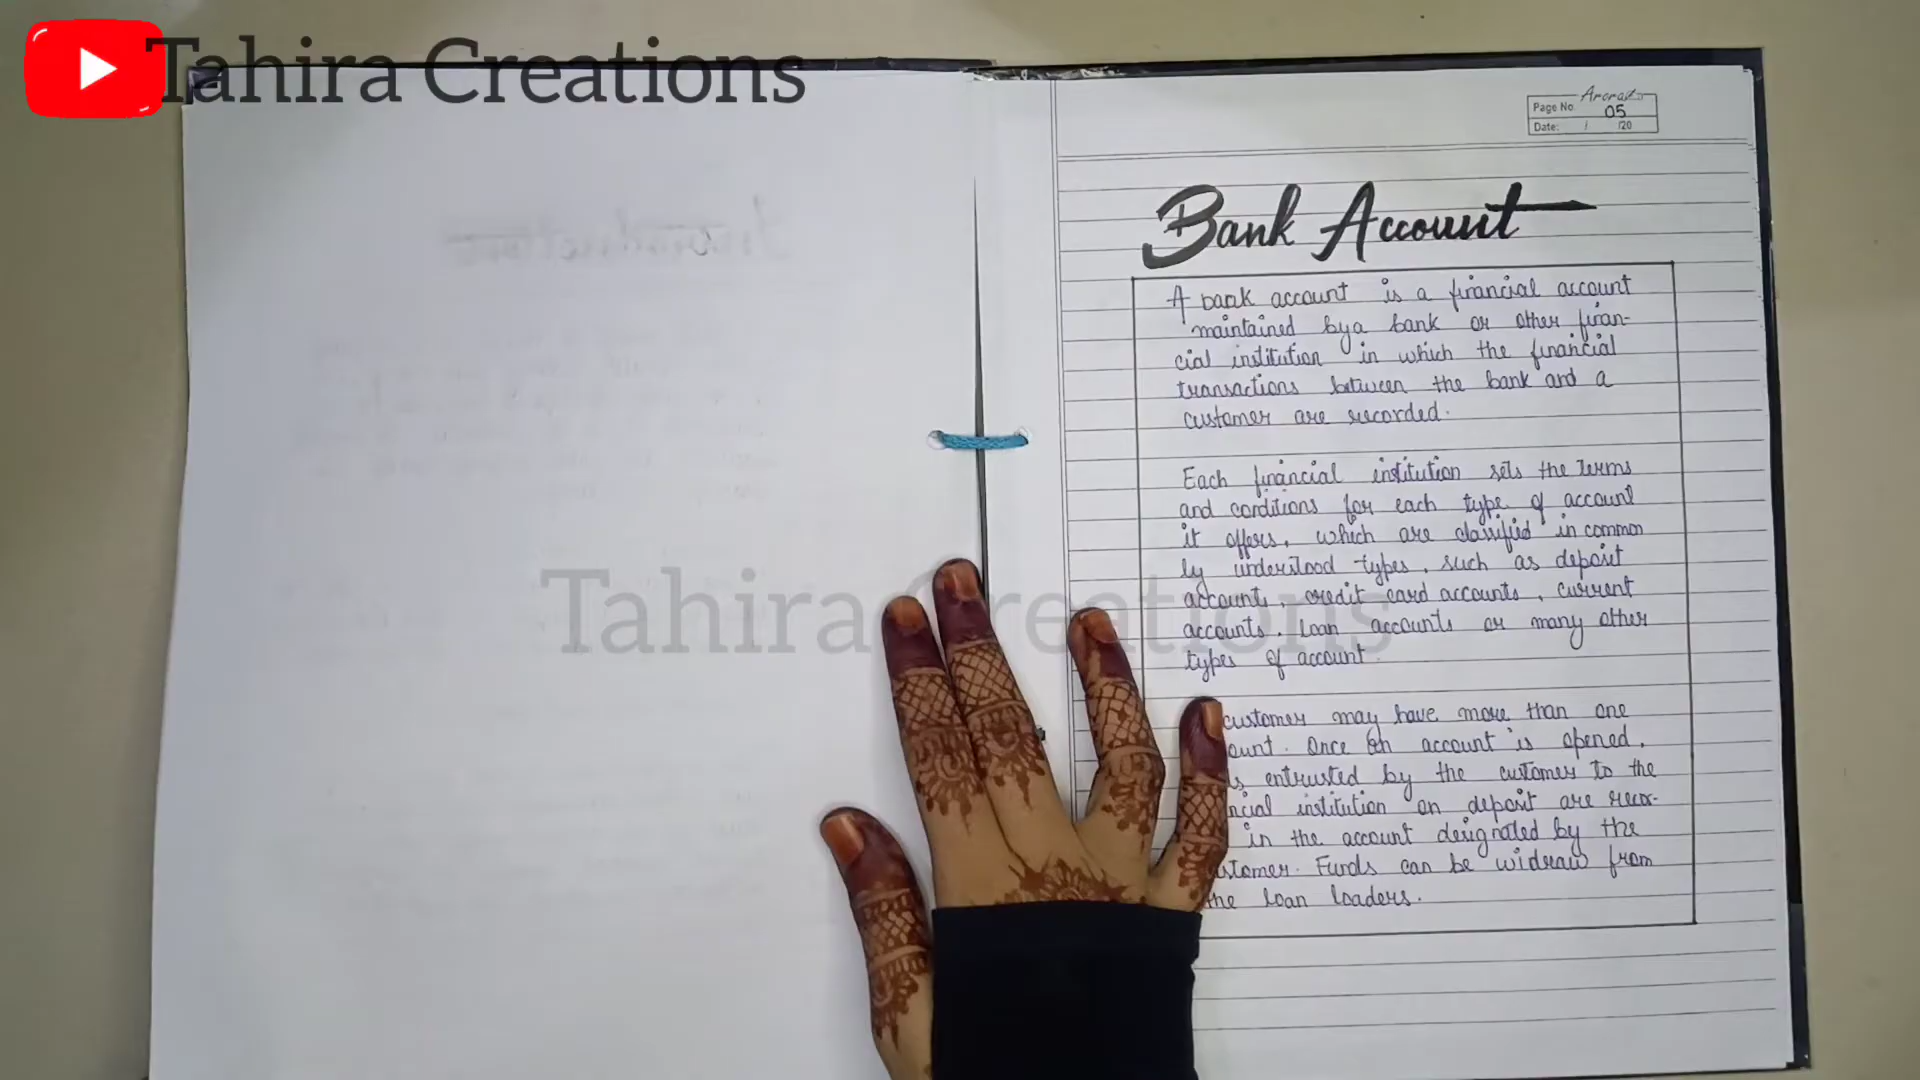 Tahira Creations
Page No. 05
Date: / /20
Bank Account
A bank account is a financial account
maintained by a bank or other finan-
cial institution in which the financial
transactions between the bank and a
customer are recorded.
Each financial institution sets the terms
and conditions for each type of account
it offers, which are classified in common
ly understood types, such as deposit
accounts, credit card accounts, current
accounts, Loan accounts or many other
types of account.
customer may have more than one
ount. Once an account is opened,
s entrusted by the customer to the
ncial institution on deposit are recor-
in the account designated by the
ustomer. Funds can be widraw from
the loan loaders.
Tahira Creations